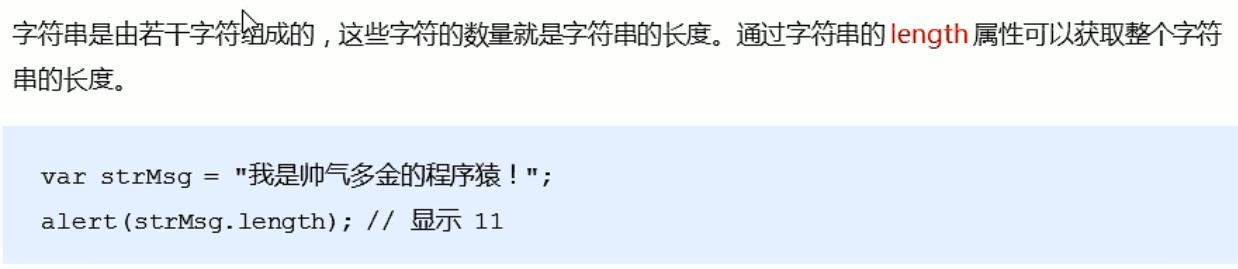 字符串是由若干字符组成的，这些字符的数量就是字符串的长度。通过字符串的 length 属性可以获取整个字符
串的长度。
var strMsg = "我是帅气多金的程序猿！";
alert(strMsg.length); // 显示 11